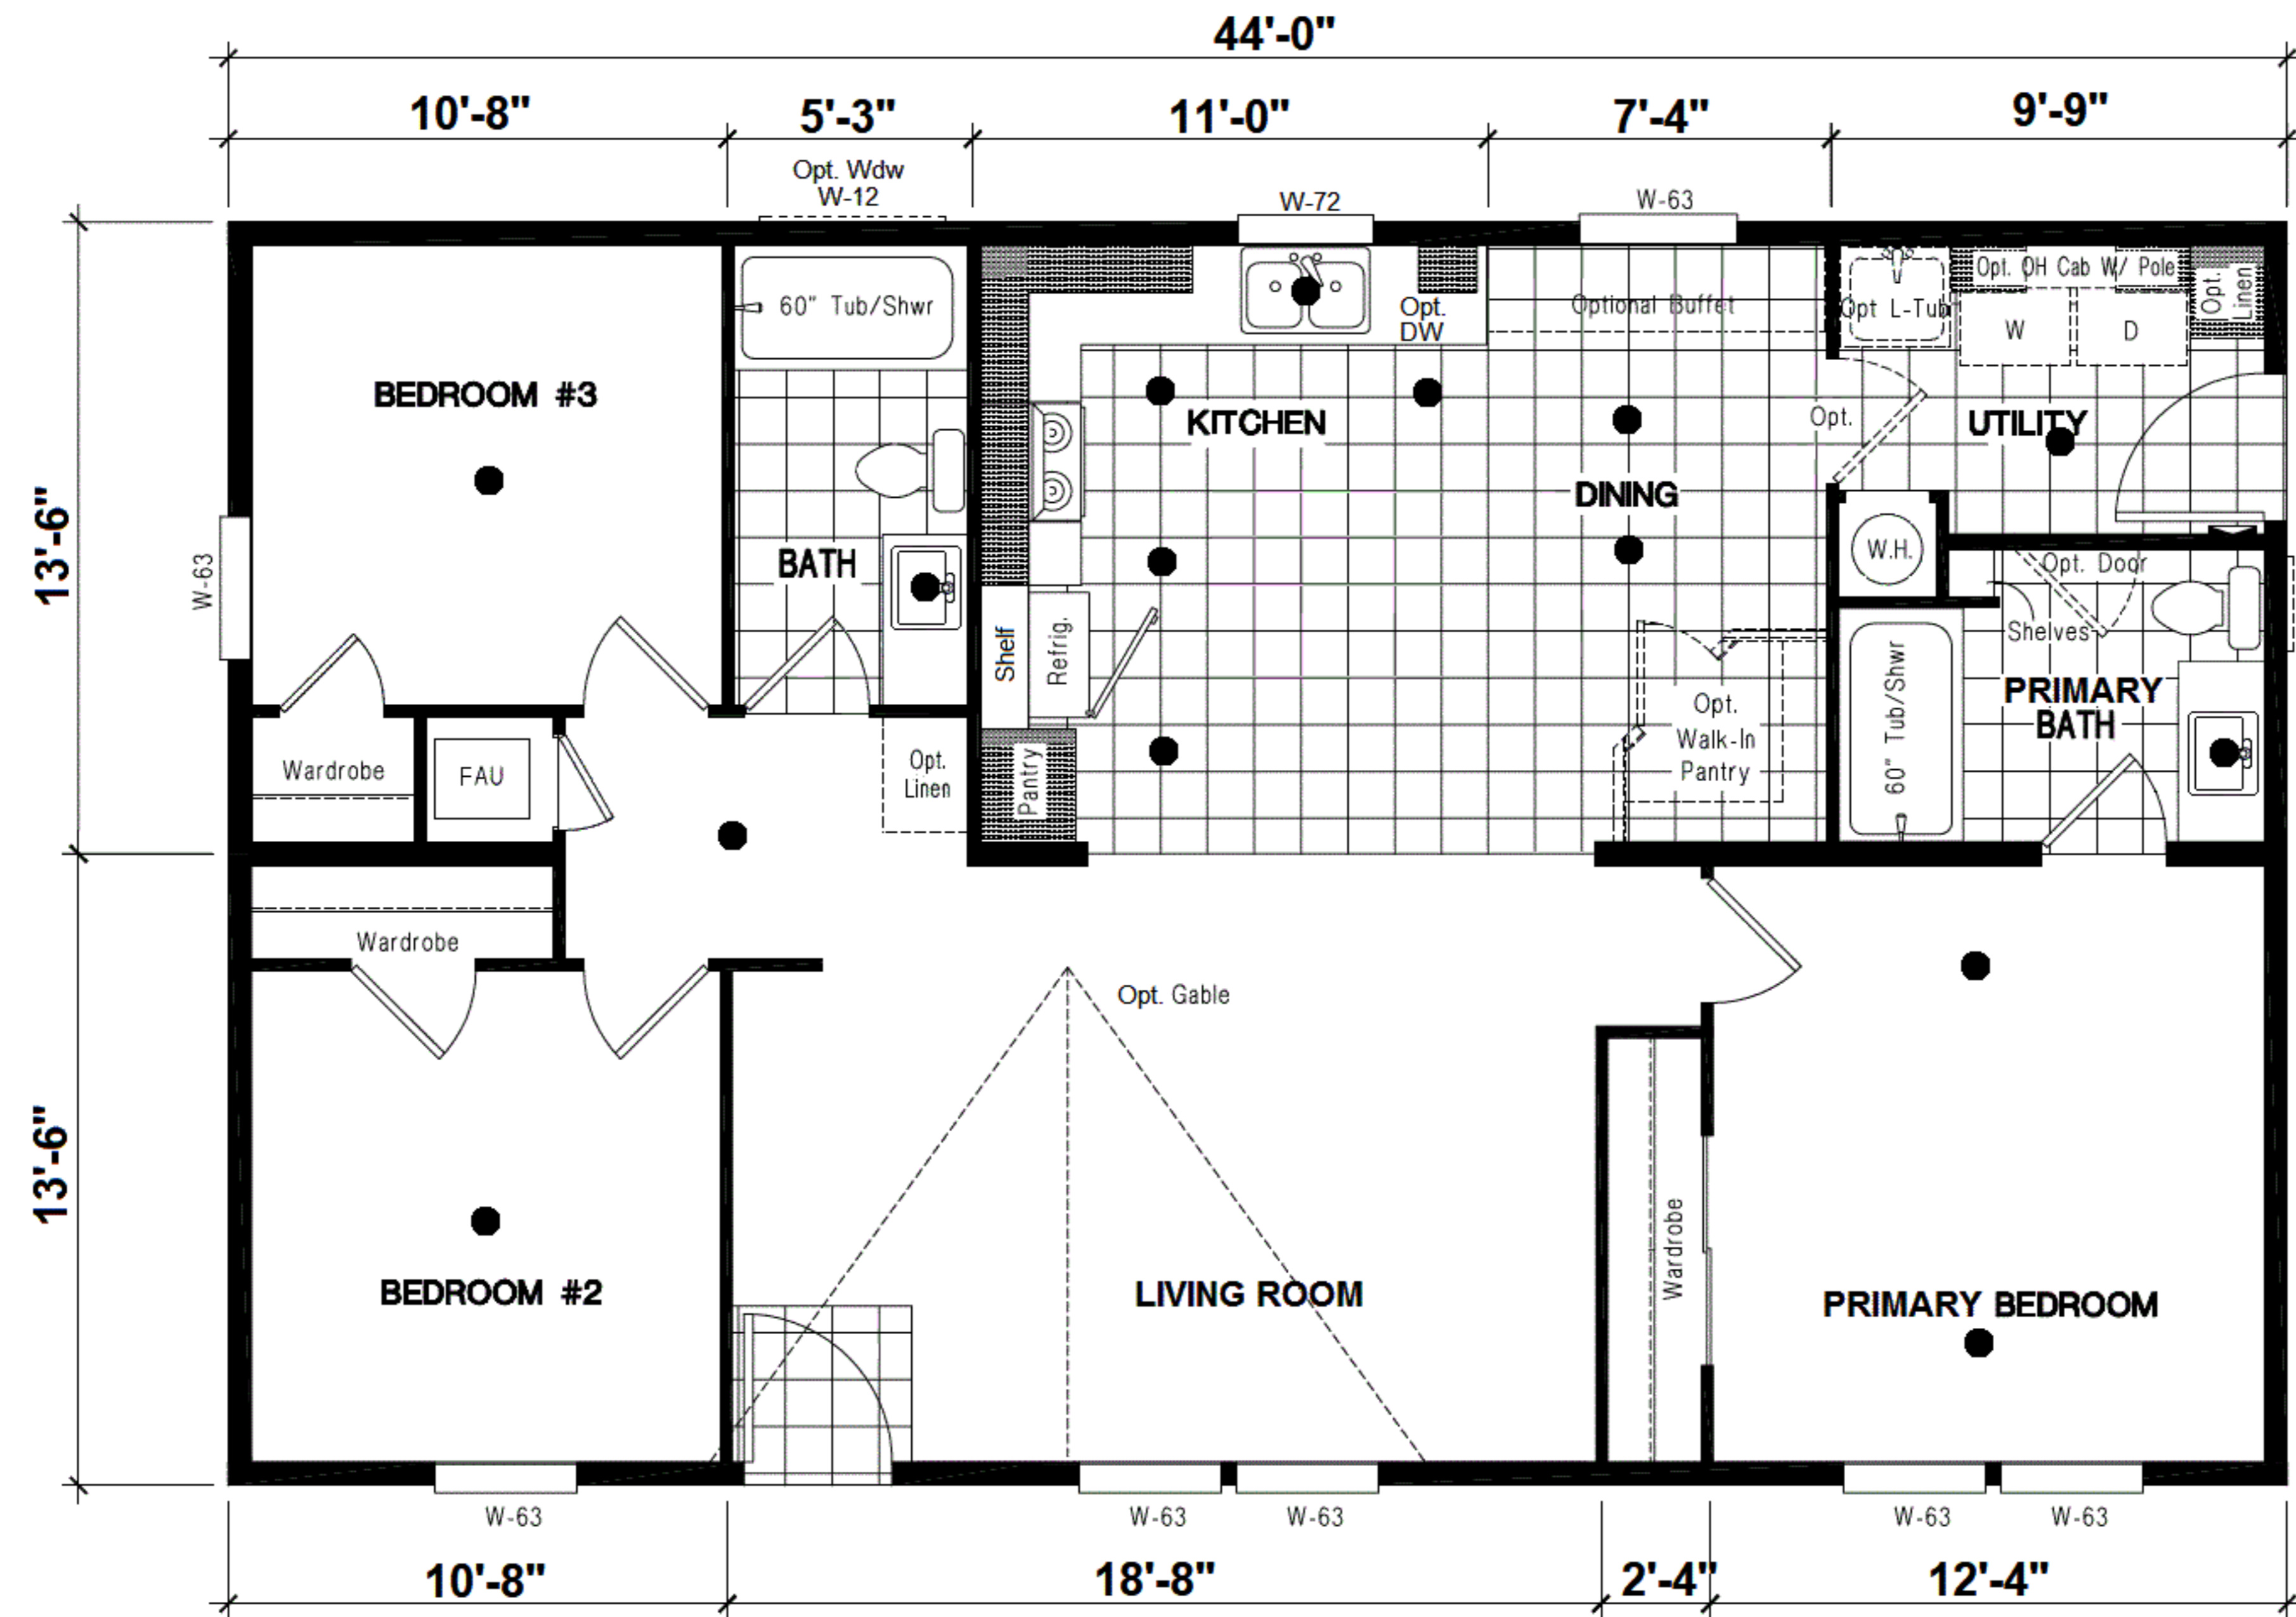 44'-0"
10'-8"
5'-3"
11'-0"
7'-4"
9'-9"
Opt. Wdw
W-12
W-72
W-63
60" Tub/Shwr
Opt.
DW
Optional Buffet
Opt L-Tub
Opt. OH Cab W/ Pole
Opt.
Linen
W
D
BEDROOM #3
KITCHEN
Opt.
UTILITY
DINING
13'-6"
W-63
BATH
W.H.
Opt. Door
Shelves
Shelf
Refrig.
60" Tub/Shwr
PRIMARY
BATH
Opt.
Walk-In
Pantry
Wardrobe
FAU
Opt.
Linen
Pantry
Wardrobe
Opt. Gable
13'-6"
Wardrobe
BEDROOM #2
LIVING ROOM
PRIMARY BEDROOM
W-63
W-63
W-63
W-63
W-63
10'-8"
18'-8"
2'-4"
12'-4"